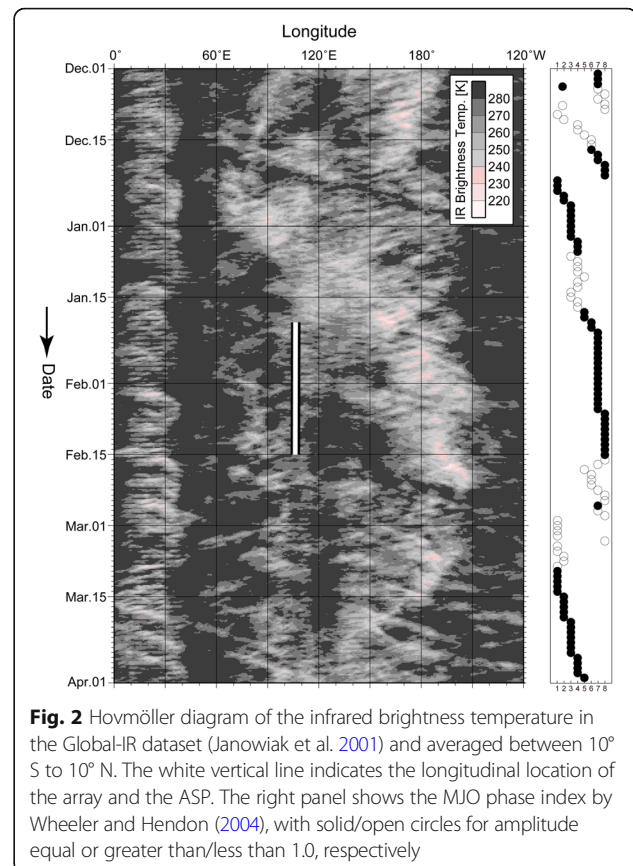 Longitude
0° 60°E 120°E 180° 120°W
1 2 3 4 5 6 7 8
Dec.01
IR Brightness Temp. [K]
280
270
260
250
240
230
220
Dec.15
Jan.01
Jan.15
Date
Feb.01
Feb.15
Mar.01
Mar.15
Apr.01
1 2 3 4 5 6 7 8
Fig. 2 Hovmöller diagram of the infrared brightness temperature in
the Global-IR dataset (Janowiak et al. 2001) and averaged between 10°
S to 10° N. The white vertical line indicates the longitudinal location of
the array and the ASP. The right panel shows the MJO phase index by
Wheeler and Hendon (2004), with solid/open circles for amplitude
equal or greater than/less than 1.0, respectively